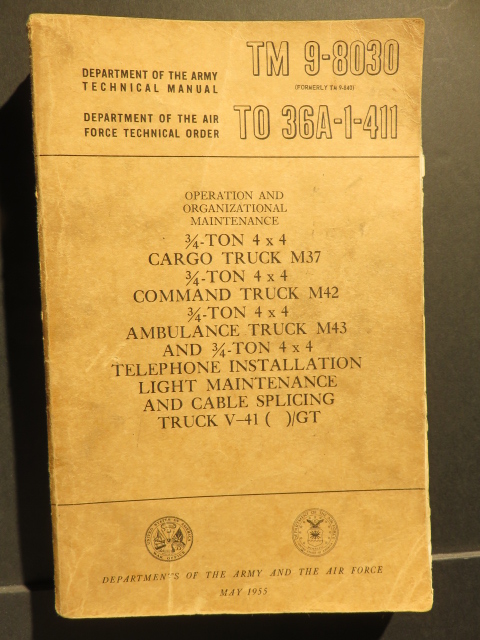 DEPARTMENT OF THE ARMY
TECHNICAL MANUAL
TM 9-8030
(FORMERLY TM 9-840)
DEPARTMENT OF THE AIR
FORCE TECHNICAL ORDER
TO 36A-1-411
OPERATION AND
ORGANIZATIONAL
MAINTENANCE
¾-TON 4 x 4
CARGO TRUCK M37
¾-TON 4 x 4
COMMAND TRUCK M42
¾-TON 4 x 4
AMBULANCE TRUCK M43
AND ¾-TON 4 x 4
TELEPHONE INSTALLATION
LIGHT MAINTENANCE
AND CABLE SPLICING
TRUCK V-41 ( )/GT
DEPARTMENTS OF THE ARMY AND THE AIR FORCE
MAY 1955